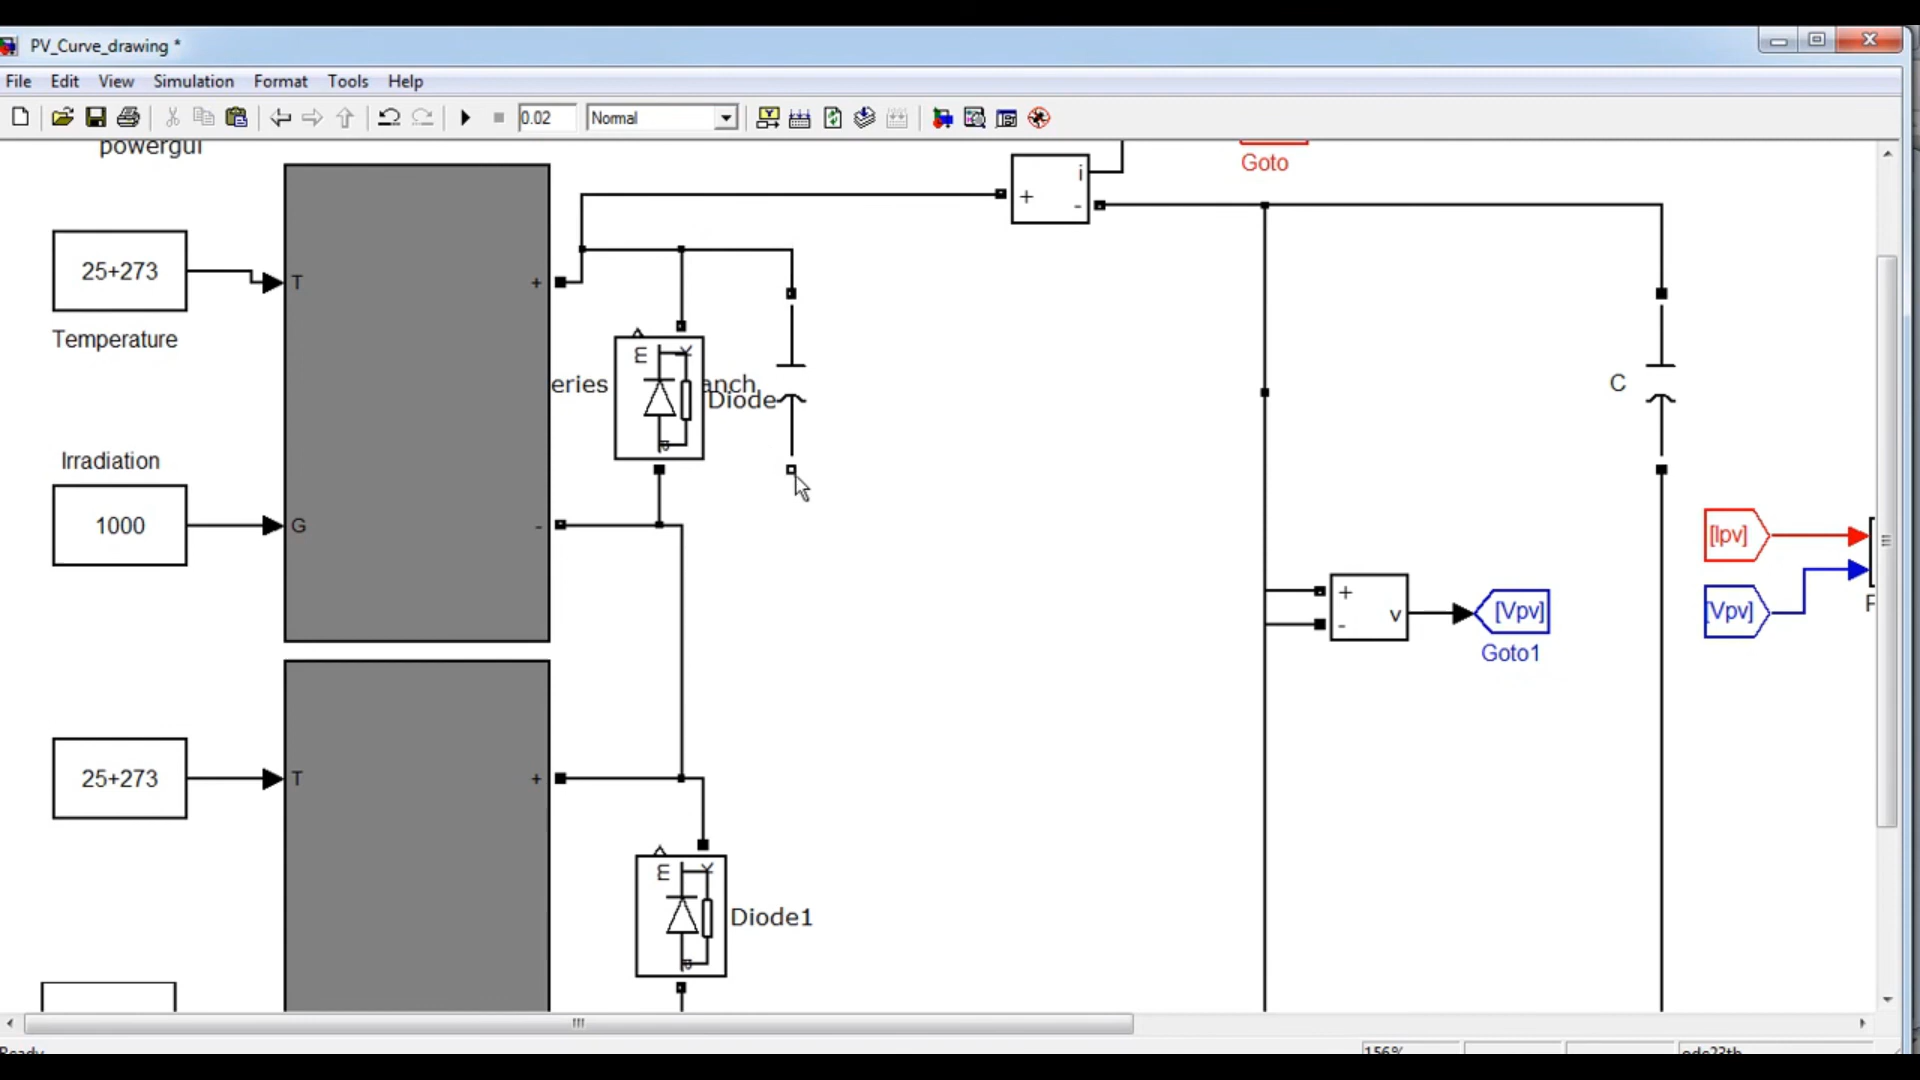 PV_Curve_drawing *
File Edit View Simulation Format Tools Help
0.02 Normal
powergui
Goto
i
+
-
25+273
T
+
Temperature
m
eries
anch
Diode
C
Irradiation
1000
G
-
[Ipv]
+
-
v
[Vpv]
[Vpv]
Goto1
25+273
T
+
m
Diode1
Ready
156%